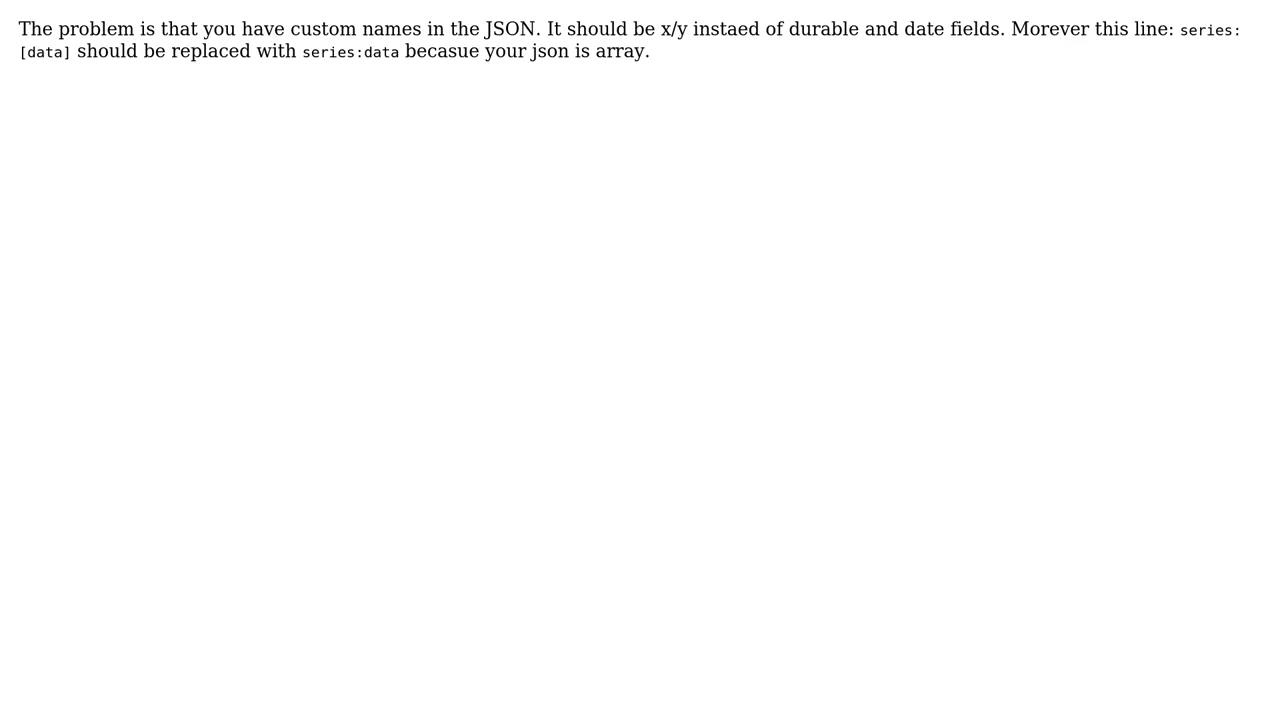 The problem is that you have custom names in the JSON. It should be x/y instaed of durable and date fields. Morever this line: series:
[data] should be replaced with series:data becasue your json is array.